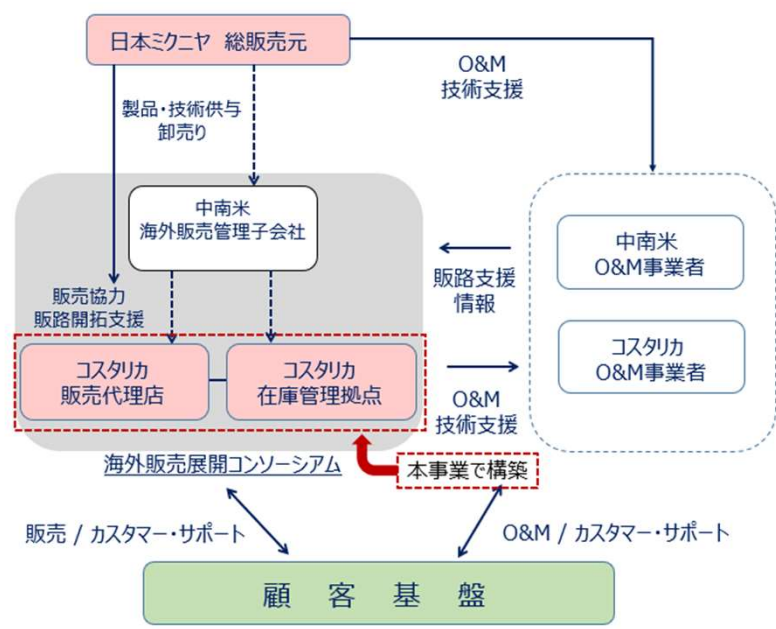 日本ミクニヤ 総販売元
O&M
技術支援
製品・技術供与
卸売り
中南米
海外販売管理子会社
中南米
O&M事業者
販路支援
情報
販売協力
販路開拓支援
コスタリカ
販売代理店
コスタリカ
在庫管理拠点
コスタリカ
O&M事業者
O&M
技術支援
海外販売展開コンソーシアム
本事業で構築
販売 / カスタマー・サポート
O&M / カスタマー・サポート
顧 客 基 盤